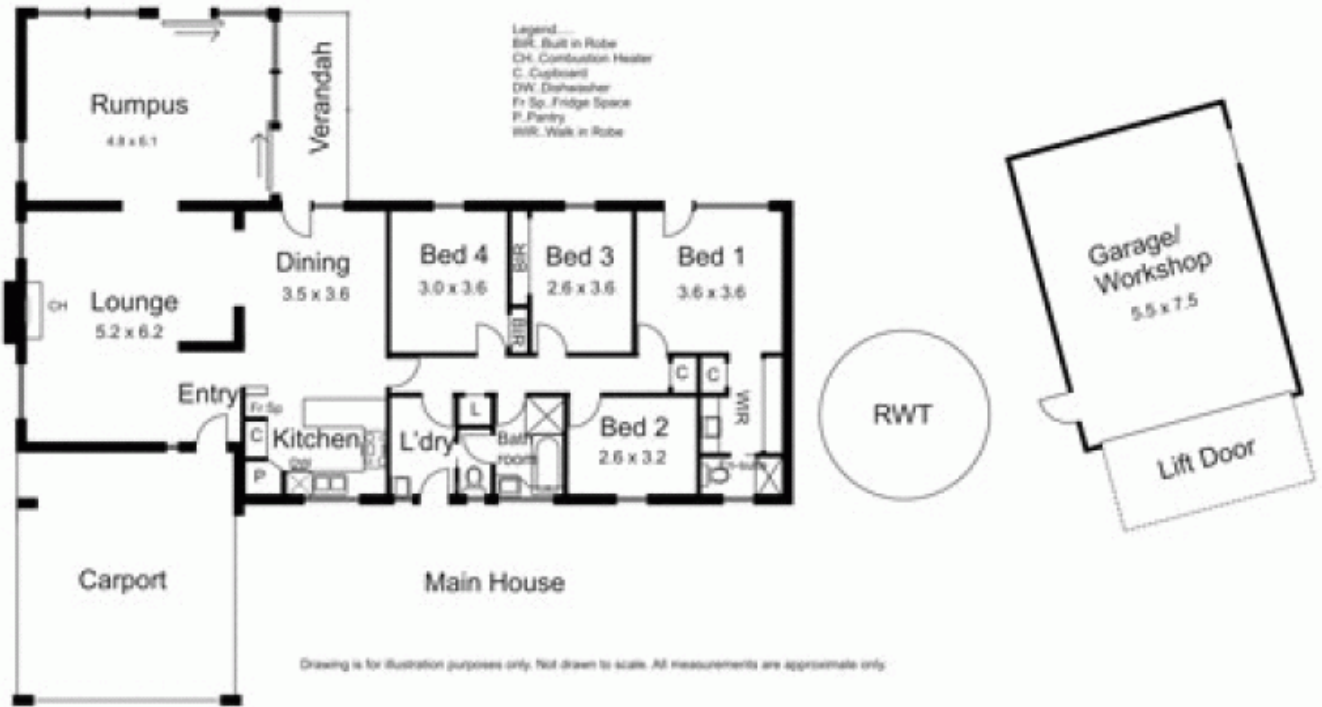 Legend....
BIR. Built in Robe
CH. Combustion Heater
C. Cupboard
DW. Dishwasher
Fr Sp. Fridge Space
P. Pantry
WIR. Walk in Robe
Rumpus
4.8 x 6.1
Verandah
Dining
3.5 x 3.6
Bed 4
3.0 x 3.6
BIR
BIR
Bed 3
2.6 x 3.6
Bed 1
3.6 x 3.6
Garage/
Workshop
5.5 x 7.5
CH
Lounge
5.2 x 6.2
Entry
Fr Sp
C
P
Kitchen
DW
L'dry
L
Bath
room
Bed 2
2.6 x 3.2
C
C
WIR
En-suite
RWT
Lift Door
Carport
Main House
Drawing is for illustration purposes only. Not drawn to scale. All measurements are approximate only.